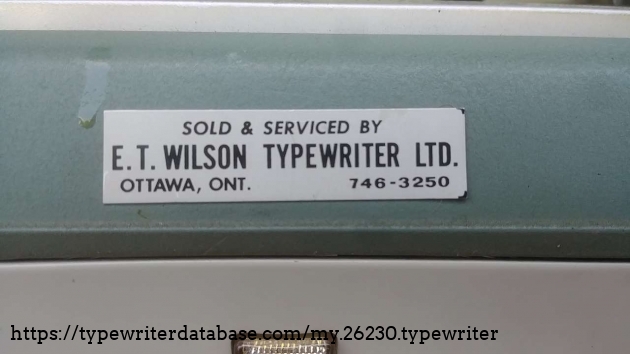 SOLD & SERVICED BY
E.T. WILSON TYPEWRITER LTD.
OTTAWA, ONT. 746-3250
https://typewriterdatabase.com/my.26230.typewriter